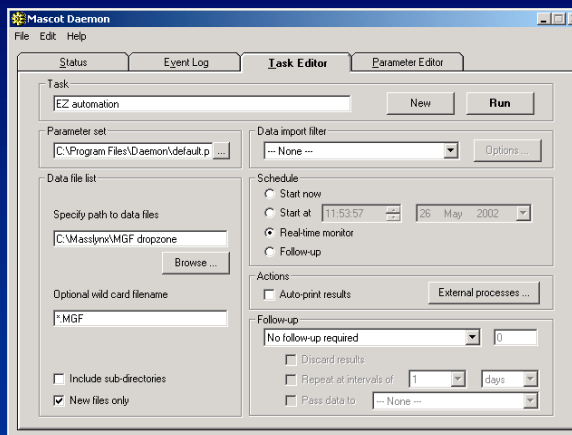 Mascot Daemon
File Edit Help
Status Event Log Task Editor Parameter Editor
Task
EZ automation
New Run
Parameter set
C:\Program Files\Daemon\default.p ...
Data import filter
--- None ---
Options ...
Data file list
Specify path to data files
C:\Masslynx\MGF dropzone
Browse ...
Optional wild card filename
*.MGF
Include sub-directories
New files only
Schedule
Start now
Start at 11:53:57 26 May 2002
Real-time monitor
Follow-up
Actions
Auto-print results
External processes ...
Follow-up
No follow-up required 0
Discard results
Repeat at intervals of 1 days
Pass data to --- None ---